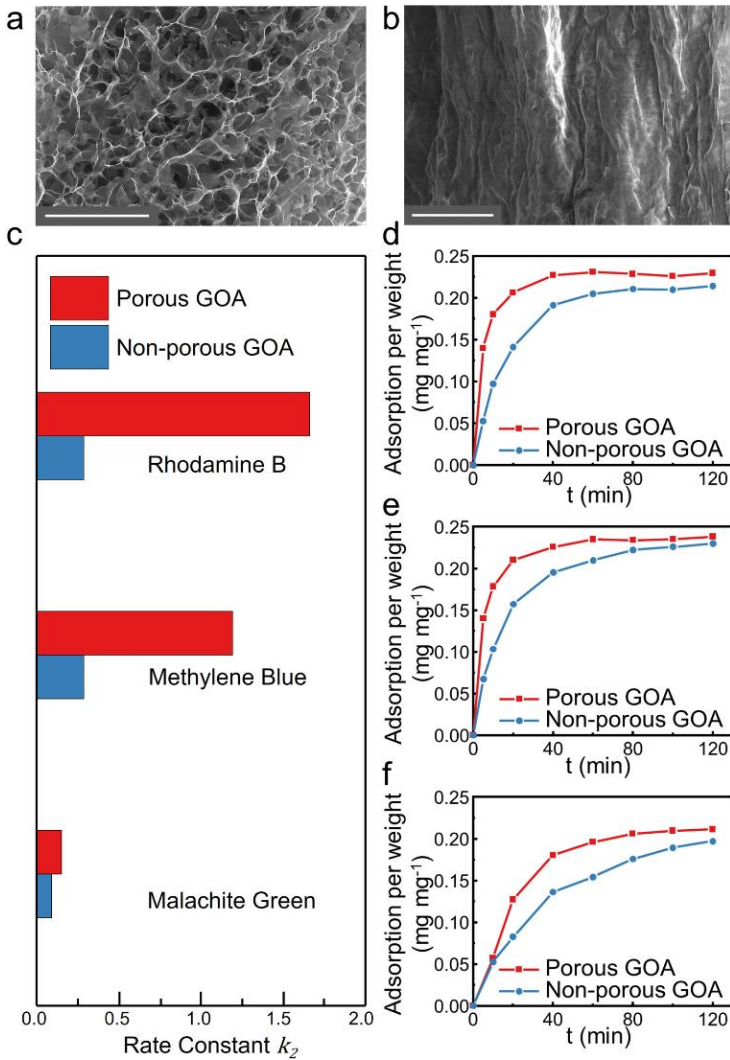 a
b
c
Porous GOA
Non-porous GOA
Rhodamine B
Methylene Blue
Malachite Green
0.0 0.5 1.0 1.5 2.0
Rate Constant k₂
d
Adsorption per weight
(mg mg⁻¹)
0.25
0.20
0.15
0.10
0.05
0.00
Porous GOA
Non-porous GOA
0 40 80 120
t (min)
e
Adsorption per weight
(mg mg⁻¹)
0.25
0.20
0.15
0.10
0.05
0.00
Porous GOA
Non-porous GOA
0 40 80 120
t (min)
f
Adsorption per weight
(mg mg⁻¹)
0.25
0.20
0.15
0.10
0.05
0.00
Porous GOA
Non-porous GOA
0 40 80 120
t (min)